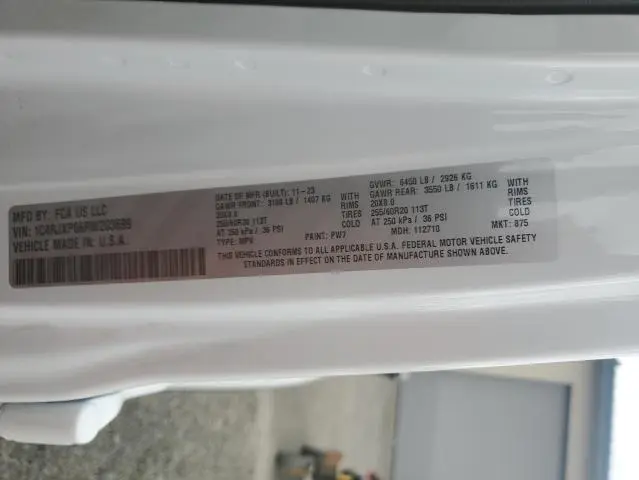 MFD BY: FCA US LLC
VIN:
VEHICLE MADE IN: U.S.A.
DATE OF MFR (BUILT): 11-23
GAWR FRONT: LB / 1407 KG
20X8.0
255/60R20 113T
AT 250 kPa / 36 PSI
TYPE: MPV
WITH
RIMS
TIRES
COLD
PAINT: PW7
GVWR: 6450 LB / 2926 KG
GAWR REAR: 3550 LB / 1611 KG
20X8.0
255/60R20 113T
AT 250 kPa / 36 PSI
MDH: 112710
WITH
RIMS
TIRES
COLD
MKT: 875
THIS VEHICLE CONFORMS TO ALL APPLICABLE U.S.A. FEDERAL MOTOR VEHICLE SAFETY
STANDARDS IN EFFECT ON THE DATE OF MANUFACTURE SHOWN ABOVE.